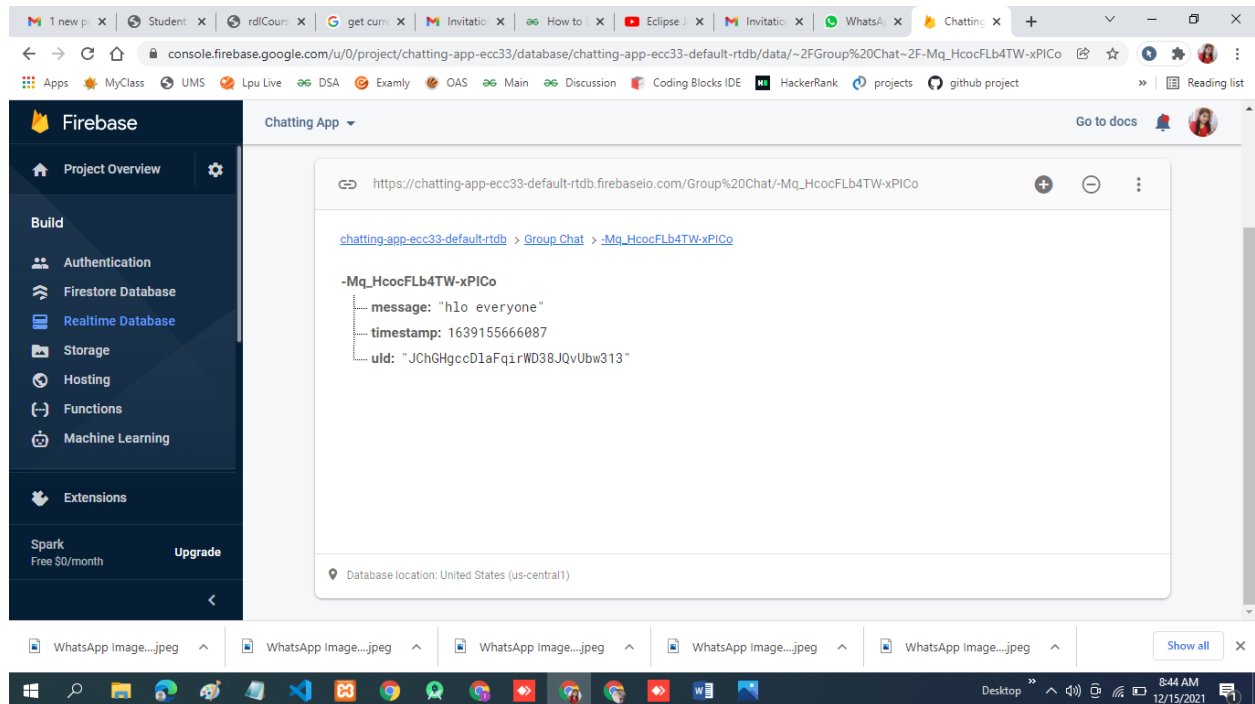 1 new pr
Student
rdlCours
get curre
Invitation
How to
Eclipse
Invitation
WhatsA
Chatting
console.firebase.google.com/u/0/project/chatting-app-ecc33/database/chatting-app-ecc33-default-rtdb/data/~2FGroup%20Chat~2F-Mq_HcocFLb4TW-xPICo
Apps MyClass UMS Lpu Live DSA Examly OAS Main Discussion Coding Blocks IDE HackerRank projects github project » Reading list
Firebase
Chatting App
Go to docs
Project Overview
https://chatting-app-ecc33-default-rtdb.firebaseio.com/Group%20Chat/-Mq_HcocFLb4TW-xPICo
Build
chatting-app-ecc33-default-rtdb > Group Chat > -Mq_HcocFLb4TW-xPICo
Authentication
Firestore Database
Realtime Database
Storage
Hosting
Functions
Machine Learning
Extensions
Spark
Free $0/month
Upgrade
-Mq_HcocFLb4TW-xPICo
message: "hlo everyone"
timestamp: 1639155666087
uId: "JChGHgccDlaFqirWD38JQvUbw313"
Database location: United States (us-central1)
WhatsApp Image....jpeg
WhatsApp Image....jpeg
WhatsApp Image....jpeg
WhatsApp Image....jpeg
WhatsApp Image....jpeg
Show all
Desktop
8:44 AM
12/15/2021